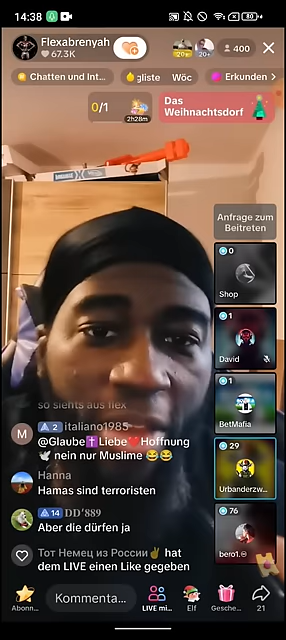 14:38
80
Flexabrenyah
67.3K
20+
20+
400
Chatten und Int...
gliste
Wöc
Erkunden
0/1
2h28m
Das
Weihnachtsdorf
Anfrage zum
Beitreten
0
Shop
1
David
1
BetMafia
29
Urbanderzw...
76
bero1.
so siehts aus flex
M
2 italiano1985
@Glaube✝️Liebe❤️Hoffnung
🕊 nein nur Muslime 😂😂
Hanna
Hamas sind terroristen
14 DD'889
Aber die dürfen ja
Тот Немец из России✌ hat
dem LIVE einen Like gegeben
Abonn...
Kommenta...
LIVE mi...
Elf
Gesche...
21